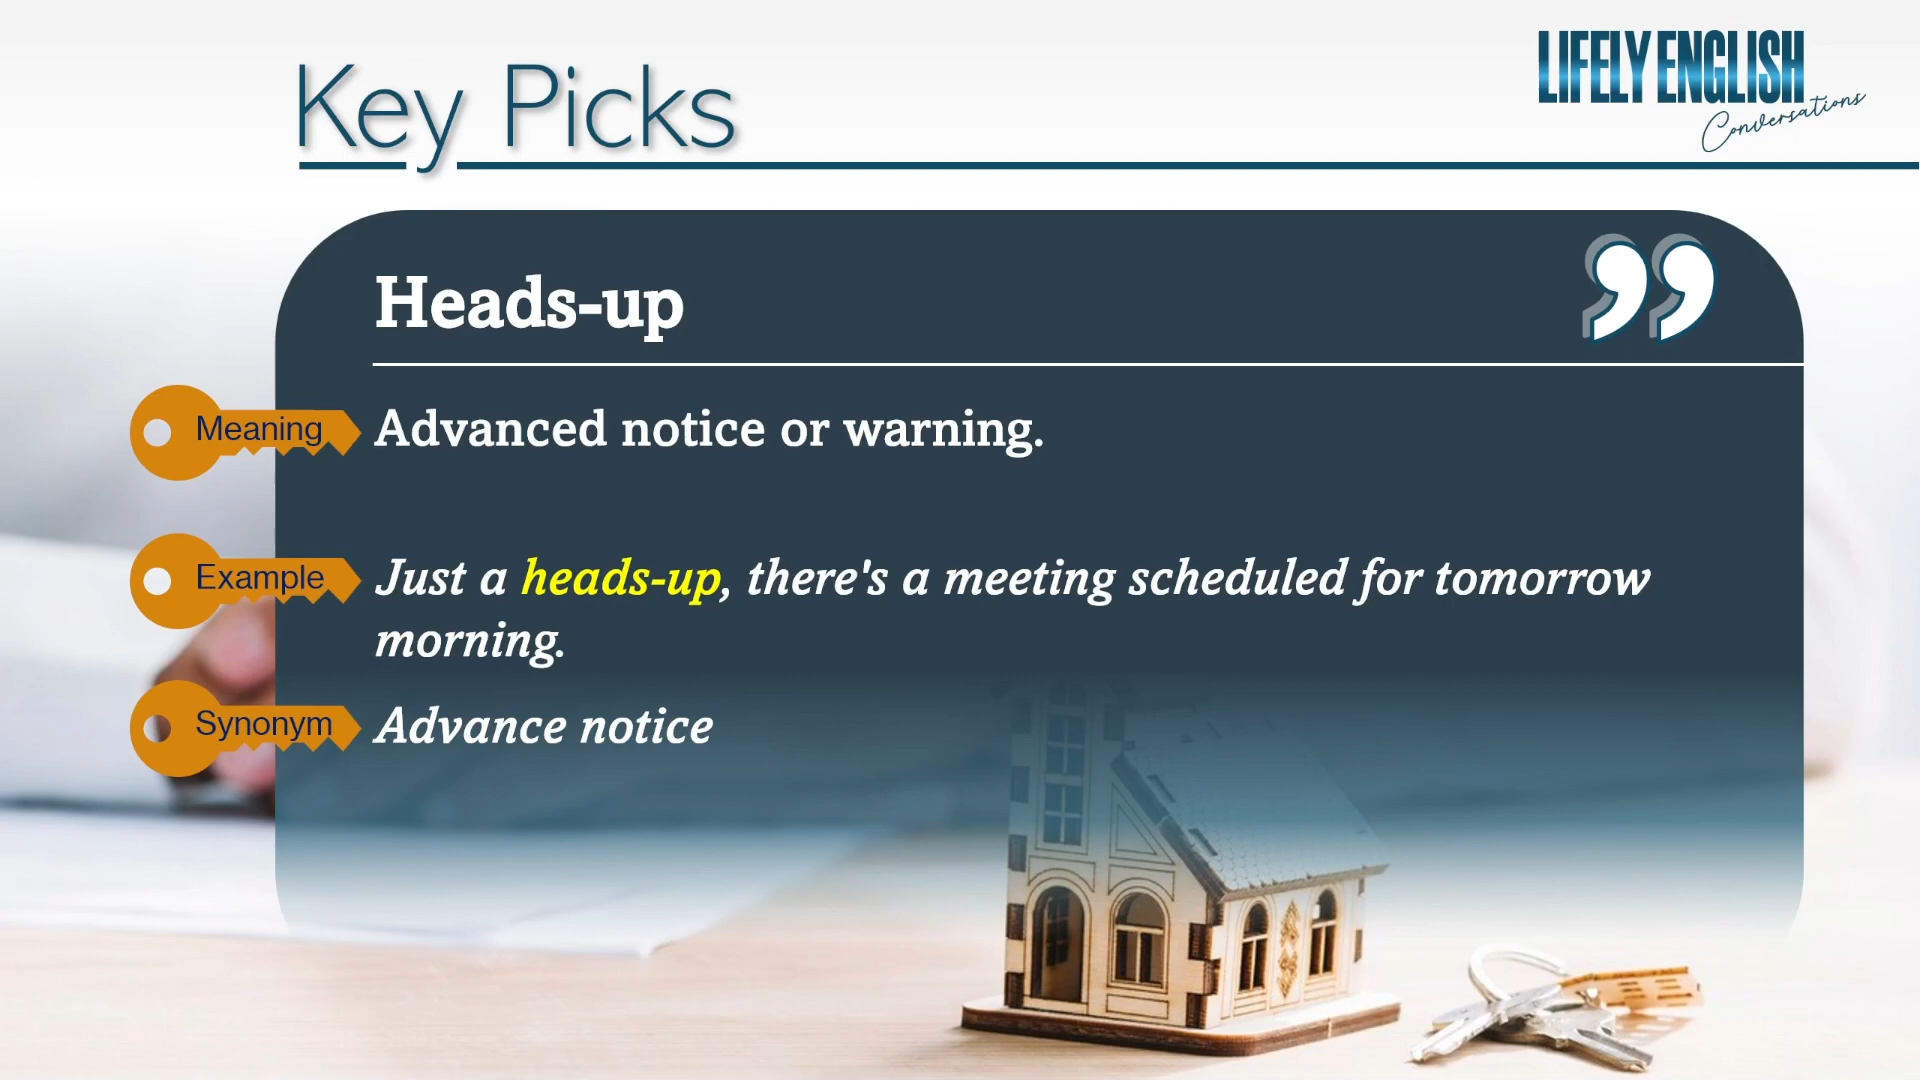 Key Picks
LIFELY ENGLISH
Conversations
Heads-up
Meaning
Advanced notice or warning.
Example
Just a heads-up, there's a meeting scheduled for tomorrow
morning.
Synonym
Advance notice